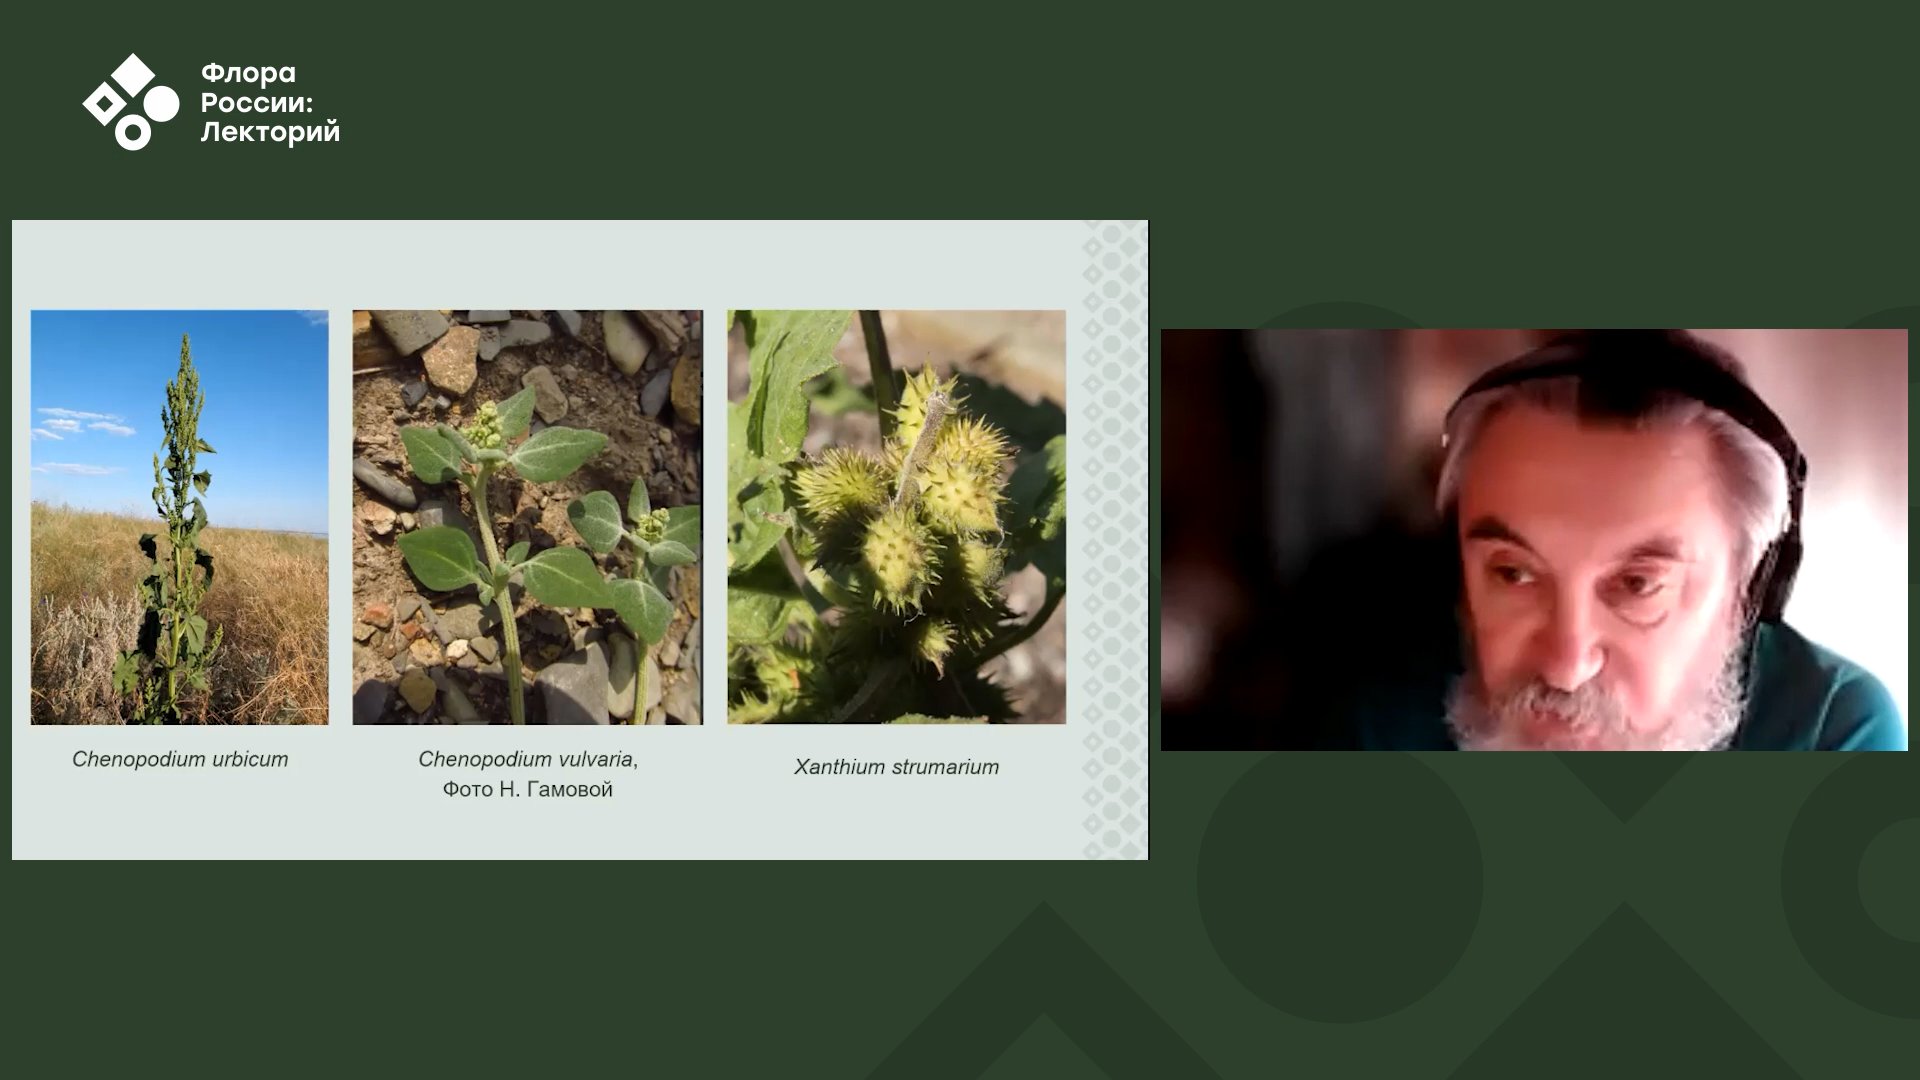 Флора
России:
Лекторий
Chenopodium urbicum
Chenopodium vulvaria,
Фото Н. Гамовой
Xanthium strumarium